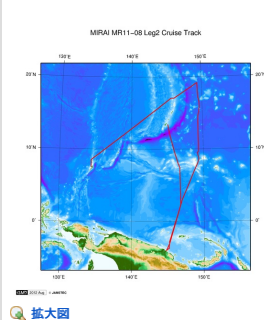 MIRAI MR11-08 Leg2 Cruise Track
130˚E 140˚E 150˚E
20˚N 20˚N
10˚N 10˚N
0˚ 0˚
130˚E 140˚E 150˚E
GMT 2012 Aug © JAMSTEC
拡大図